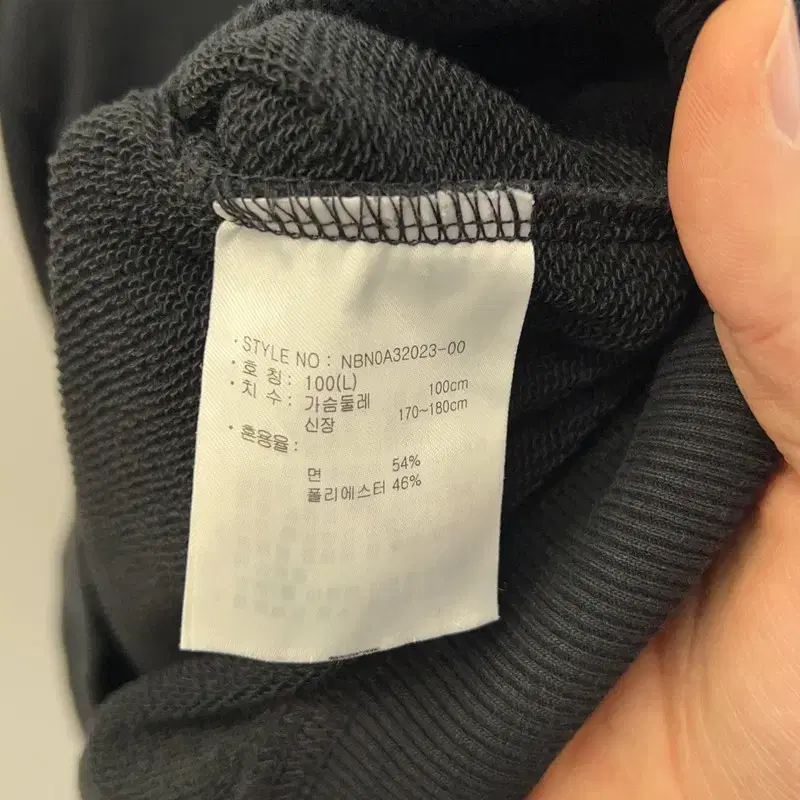 · STYLE NO : NBN0A32023-00
· 호 칭 : 100(L)
· 치 수 : 가슴둘레 100cm
신장 170~180cm
· 혼용율 :
면 54%
폴리에스터 46%